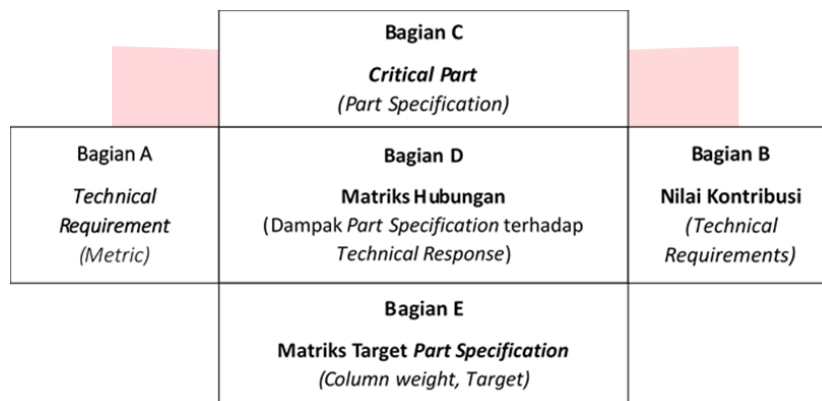 Bagian C
Critical Part
(Part Specification)
Bagian A
Technical
Requirement
(Metric)
Bagian D
Matriks Hubungan
(Dampak Part Specification terhadap
Technical Response)
Bagian B
Nilai Kontribusi
(Technical
Requirements)
Bagian E
Matriks Target Part Specification
(Column weight, Target)